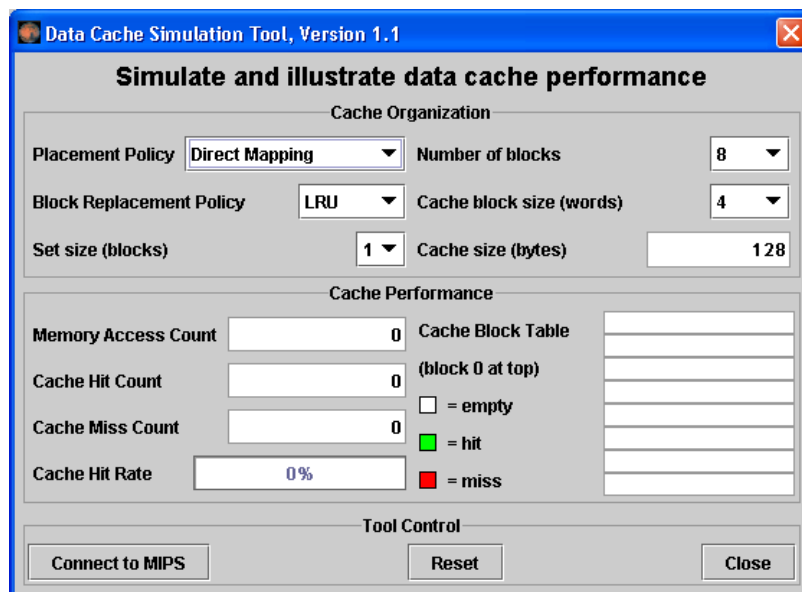 Data Cache Simulation Tool, Version 1.1
Simulate and illustrate data cache performance
Cache Organization
Placement Policy Direct Mapping Number of blocks 8
Block Replacement Policy LRU Cache block size (words) 4
Set size (blocks) 1 Cache size (bytes) 128
Cache Performance
Memory Access Count 0 Cache Block Table
(block 0 at top)
Cache Hit Count 0
= empty
Cache Miss Count 0
= hit
Cache Hit Rate 0%
= miss
Tool Control
Connect to MIPS Reset Close